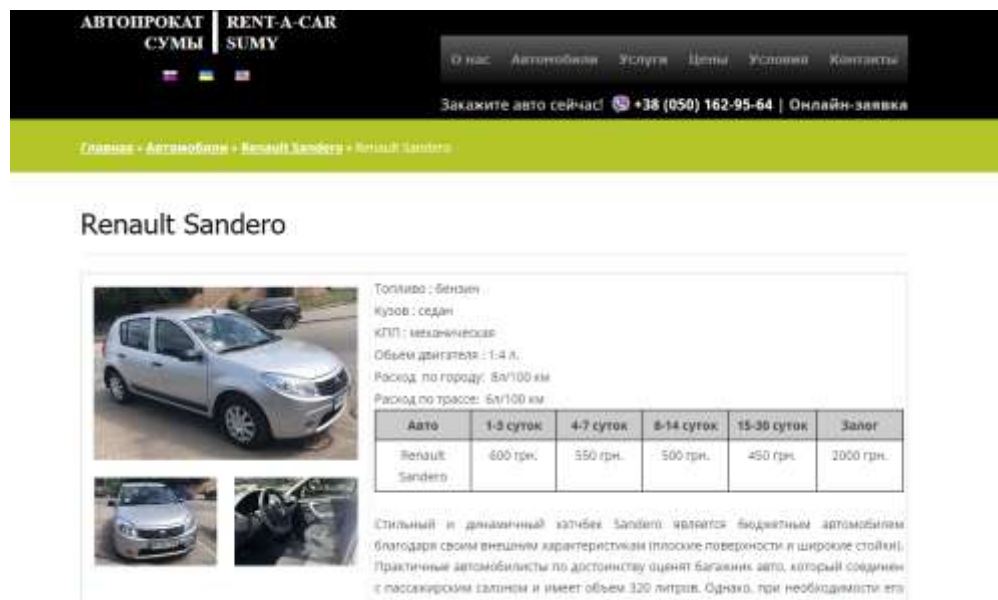 АВТОПРОКАТ RENT-A-CAR
СУМЫ SUMY
О нас Автомобили Услуги Цены Условия Контакты
Закажите авто сейчас! +38 (050) 162-95-64 | Онлайн-заявка
Главная » Автомобили » Renault Sandero » Renault Sandero
Renault Sandero
Топливо : бензин
Кузов : седан
КПП : механическая
Объем двигателя : 1.4 л.
Расход по городу: 8л/100 км
Расход по трассе: 6л/100 км
Авто 1-3 суток 4-7 суток 8-14 суток 15-30 суток Залог
Renault 600 грн. 550 грн. 500 грн. 450 грн. 2000 грн.
Sandero
Стильный и динамичный хэтчбек Sandero является бюджетным автомобилем
благодаря своим внешним характеристикам (плоские поверхности и широкие стойки).
Практичные автомобилисты по достоинству оценят багажник авто, который соединен
с пассажирским салоном и имеет объем 320 литров. Однако, при необходимости его